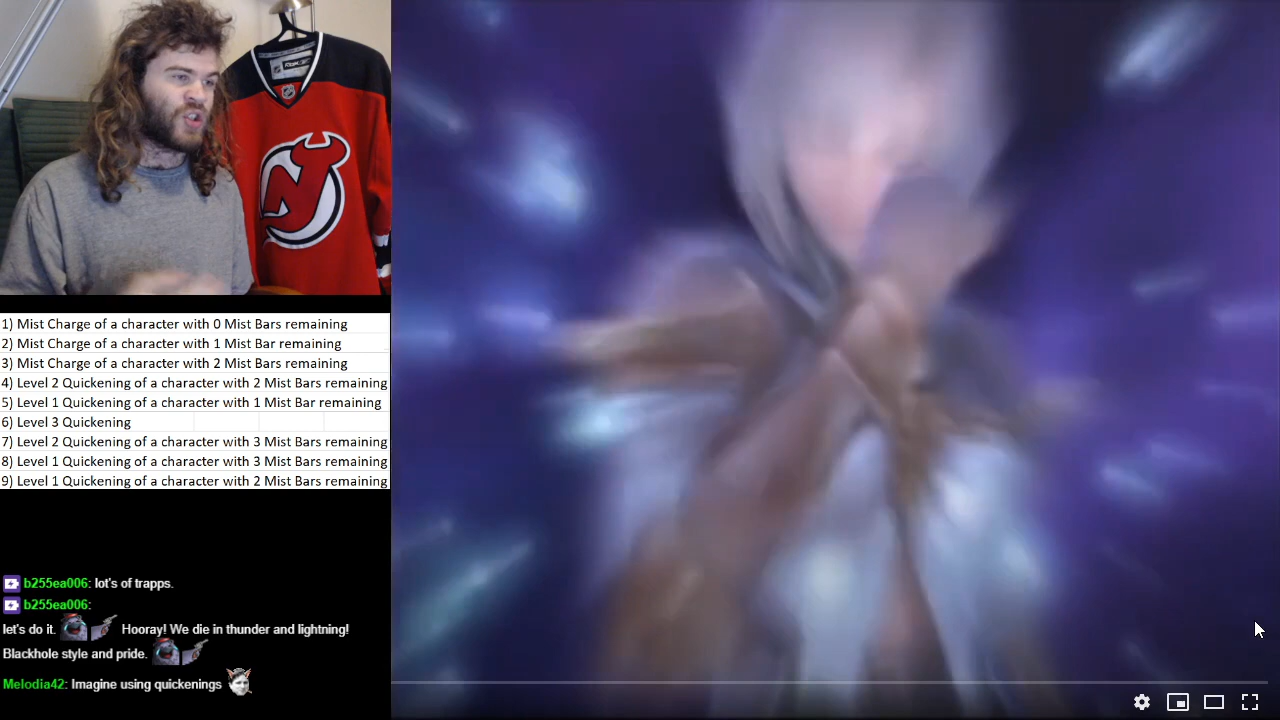 1) Mist Charge of a character with 0 Mist Bars remaining
2) Mist Charge of a character with 1 Mist Bar remaining
3) Mist Charge of a character with 2 Mist Bars remaining
4) Level 2 Quickening of a character with 2 Mist Bars remaining
5) Level 1 Quickening of a character with 1 Mist Bar remaining
6) Level 3 Quickening
7) Level 2 Quickening of a character with 3 Mist Bars remaining
8) Level 1 Quickening of a character with 3 Mist Bars remaining
9) Level 1 Quickening of a character with 2 Mist Bars remaining
b255ea006: lot's of trapps.
b255ea006:
let's do it. Hooray! We die in thunder and lightning!
Blackhole style and pride.
Melodia42: Imagine using quickenings